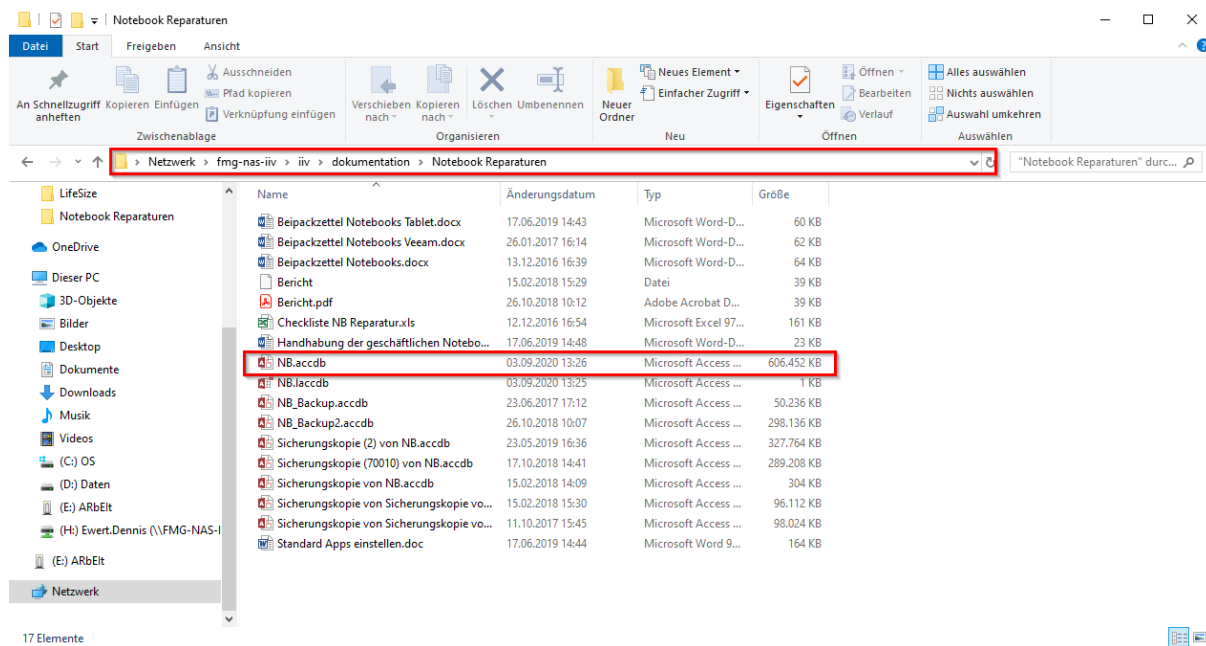 Notebook Reparaturen
Datei Start Freigeben Ansicht
An Schnellzugriff anheften
Kopieren
Einfügen
Ausschneiden
Pfad kopieren
Verknüpfung einfügen
Zwischenablage
Verschieben nach
Kopieren nach
Löschen
Umbenennen
Organisieren
Neuer Ordner
Neues Element
Einfacher Zugriff
Neu
Eigenschaften
Öffnen
Bearbeiten
Verlauf
Öffnen
Alles auswählen
Nichts auswählen
Auswahl umkehren
Auswählen
Netzwerk > fmg-nas-iiv > iiv > dokumentation > Notebook Reparaturen
"Notebook Reparaturen" durc...
LifeSize
Notebook Reparaturen
OneDrive
Dieser PC
3D-Objekte
Bilder
Desktop
Dokumente
Downloads
Musik
Videos
(C:) OS
(D:) Daten
(E:) ARbElt
(H:) Ewert.Dennis (\\FMG-NAS-I
(E:) ARbElt
Netzwerk
Name Änderungsdatum Typ Größe
Beipackzettel Notebooks Tablet.docx 17.06.2019 14:43 Microsoft Word-D... 60 KB
Beipackzettel Notebooks Veeam.docx 26.01.2017 16:14 Microsoft Word-D... 62 KB
Beipackzettel Notebooks.docx 13.12.2016 16:39 Microsoft Word-D... 64 KB
Bericht 15.02.2018 15:29 Datei 39 KB
Bericht.pdf 26.10.2018 10:12 Adobe Acrobat D... 39 KB
Checkliste NB Reparatur.xls 12.12.2016 16:54 Microsoft Excel 97... 161 KB
Handhabung der geschäftlichen Notebo... 17.06.2019 14:48 Microsoft Word-D... 23 KB
NB.accdb 03.09.2020 13:26 Microsoft Access ... 606.452 KB
NB.laccdb 03.09.2020 13:25 Microsoft Access ... 1 KB
NB_Backup.accdb 23.06.2017 17:12 Microsoft Access ... 50.236 KB
NB_Backup2.accdb 26.10.2018 10:07 Microsoft Access ... 298.136 KB
Sicherungskopie (2) von NB.accdb 23.05.2019 16:36 Microsoft Access ... 327.764 KB
Sicherungskopie (70010) von NB.accdb 17.10.2018 14:41 Microsoft Access ... 289.208 KB
Sicherungskopie von NB.accdb 15.02.2018 14:09 Microsoft Access ... 304 KB
Sicherungskopie von Sicherungskopie vo... 15.02.2018 15:30 Microsoft Access ... 96.112 KB
Sicherungskopie von Sicherungskopie vo... 11.10.2017 15:45 Microsoft Access ... 98.024 KB
Standard Apps einstellen.doc 17.06.2019 14:44 Microsoft Word 9... 164 KB
17 Elemente